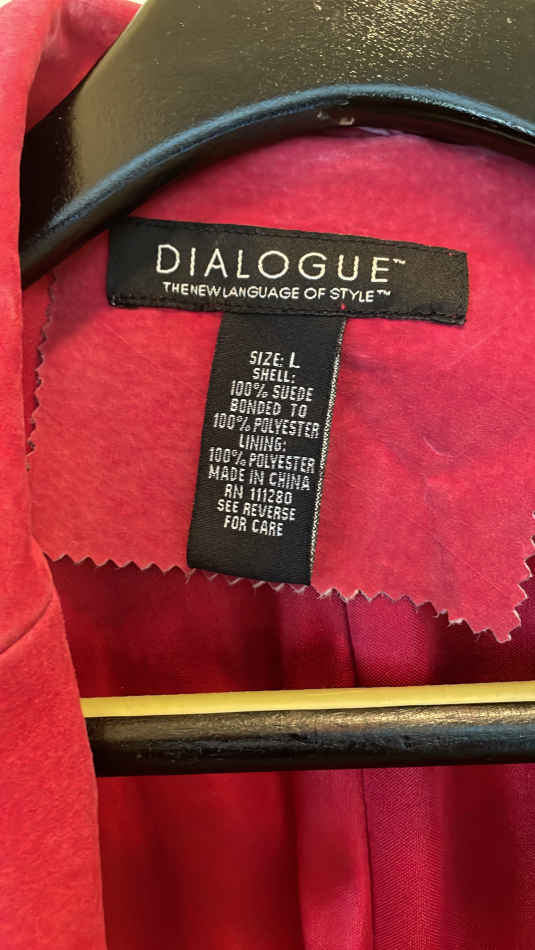 DIALOGUE™
THE NEW LANGUAGE OF STYLE™
SIZE: L
SHELL:
100% SUEDE
BONDED TO
100% POLYESTER
LINING:
100% POLYESTER
MADE IN CHINA
RN 111280
SEE REVERSE
FOR CARE